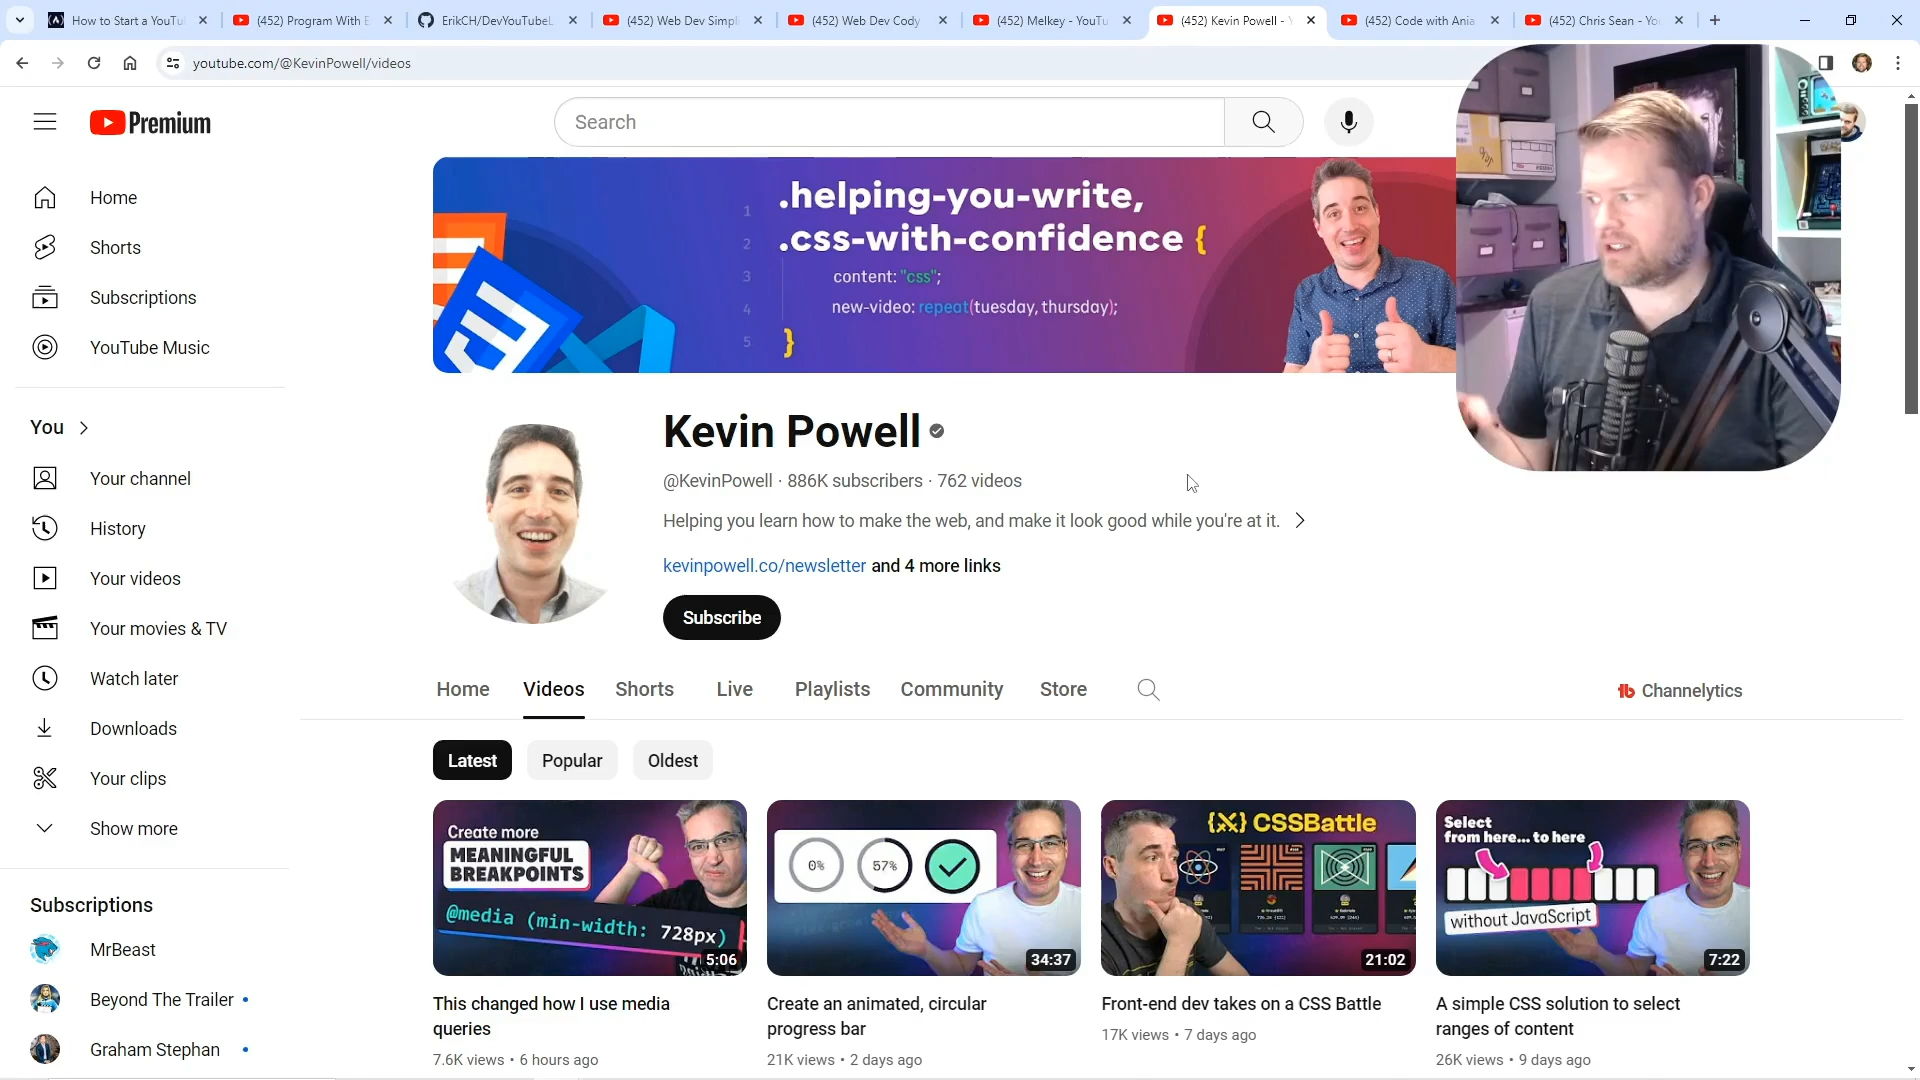 How to Start a YouTu
(452) Program With E
ErikCH/DevYouTubeL
(452) Web Dev Simpl
(452) Web Dev Cody
(452) Melkey - YouTu
(452) Kevin Powell - Y
(452) Code with Ania
(452) Chris Sean - Yo
youtube.com/@KevinPowell/videos
Premium
Search
Home
Shorts
Subscriptions
YouTube Music
You
Your channel
History
Your videos
Your movies & TV
Watch later
Downloads
Your clips
Show more
Subscriptions
MrBeast
Beyond The Trailer
Graham Stephan
1 .helping-you-write,
2 .css-with-confidence {
3 content: "css";
4 new-video: repeat(tuesday, thursday);
5 }
Kevin Powell
@KevinPowell · 886K subscribers · 762 videos
Helping you learn how to make the web, and make it look good while you're at it.
kevinpowell.co/newsletter and 4 more links
Subscribe
Home
Videos
Shorts
Live
Playlists
Community
Store
Channelytics
Latest
Popular
Oldest
Create more
MEANINGFUL
BREAKPOINTS
@media (min-width: 728px)
5:06
This changed how I use media
queries
7.6K views • 6 hours ago
0%
57%
34:37
Create an animated, circular
progress bar
21K views • 2 days ago
{X} CSSBattle
21:02
Front-end dev takes on a CSS Battle
17K views • 7 days ago
Select
from here... to here
without JavaScript
7:22
A simple CSS solution to select
ranges of content
26K views • 9 days ago